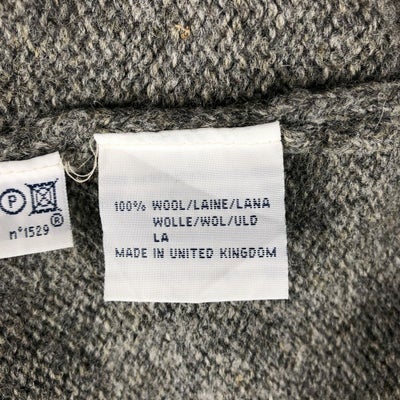 P
®
n°1529
100% WOOL/LAINE/LANA
WOLLE/WOL/ULD
LA
MADE IN UNITED KINGDOM